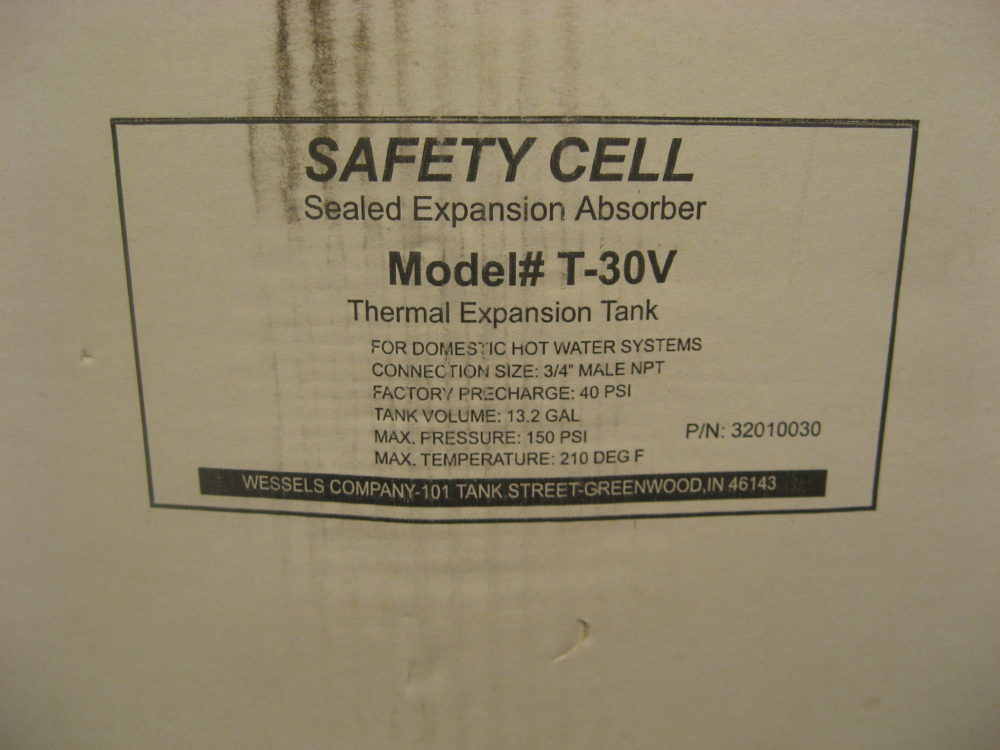 SAFETY CELL
Sealed Expansion Absorber
Model# T-30V
Thermal Expansion Tank
FOR DOMESTIC HOT WATER SYSTEMS
CONNECTION SIZE: 3/4" MALE NPT
FACTORY PRECHARGE: 40 PSI
TANK VOLUME: 13.2 GAL
MAX. PRESSURE: 150 PSI
P/N: 32010030
MAX. TEMPERATURE: 210 DEG F
WESSELS COMPANY-101 TANK STREET-GREENWOOD,IN 46143